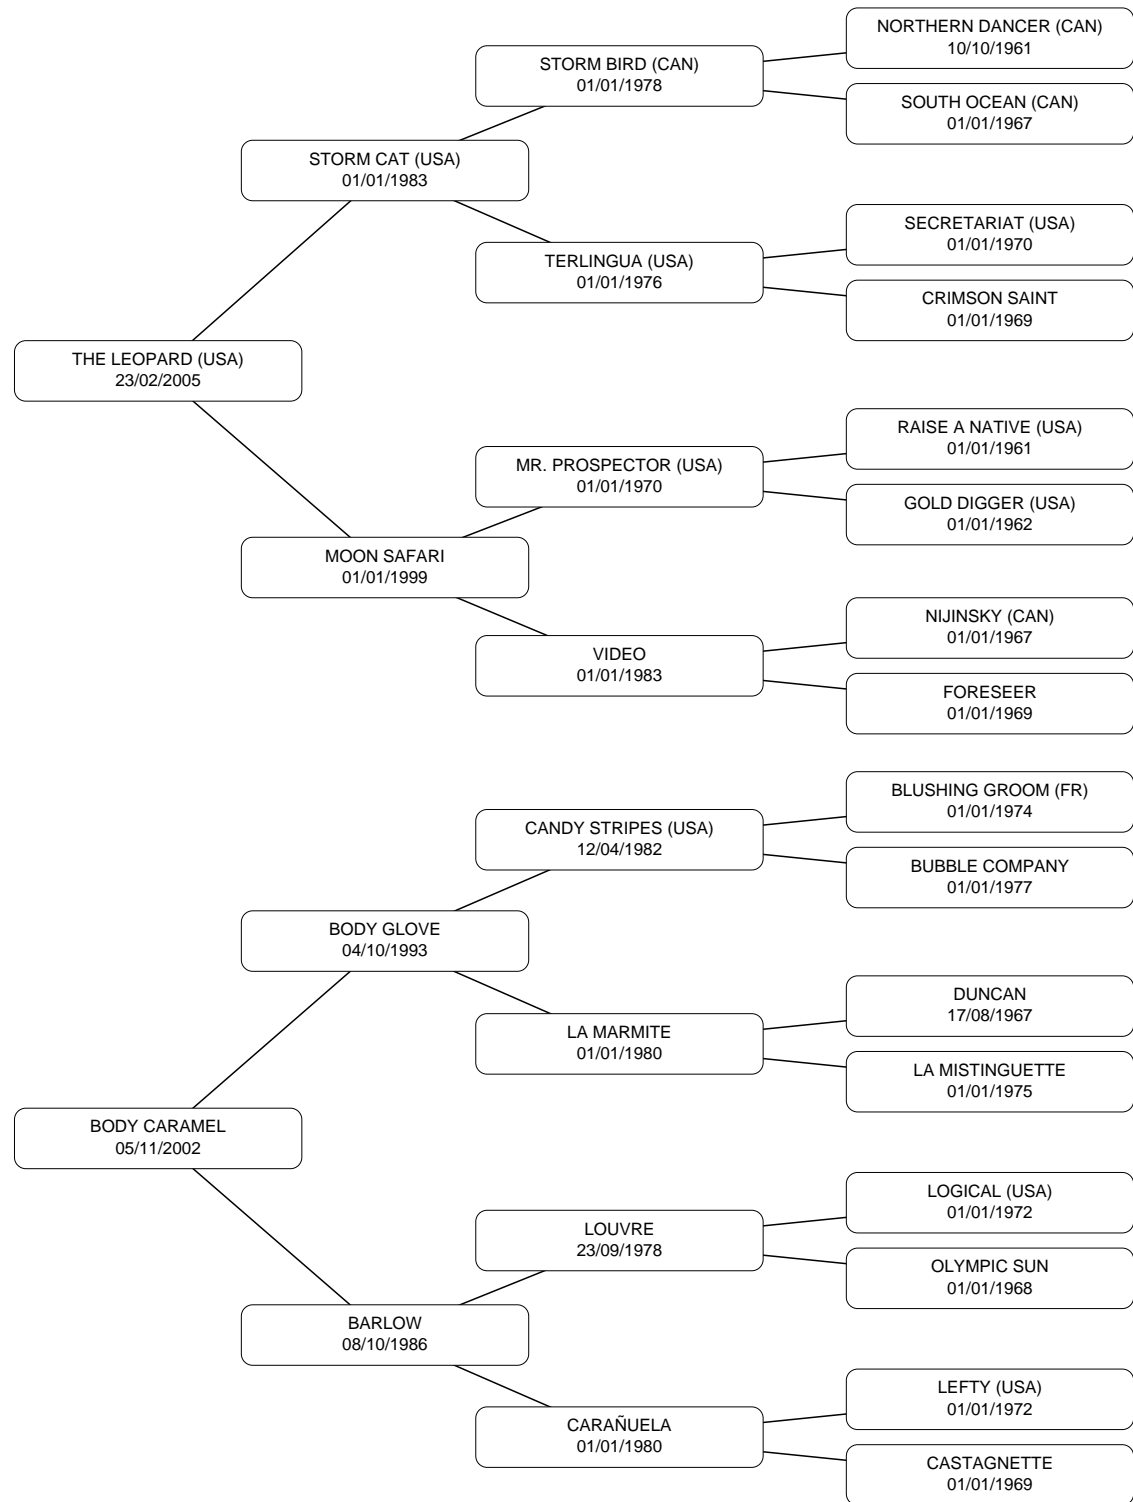 NORTHERN DANCER (CAN)
10/10/1961
STORM BIRD (CAN)
01/01/1978
SOUTH OCEAN (CAN)
01/01/1967
STORM CAT (USA)
01/01/1983
SECRETARIAT (USA)
01/01/1970
TERLINGUA (USA)
01/01/1976
CRIMSON SAINT
01/01/1969
THE LEOPARD (USA)
23/02/2005
RAISE A NATIVE (USA)
01/01/1961
MR. PROSPECTOR (USA)
01/01/1970
GOLD DIGGER (USA)
01/01/1962
MOON SAFARI
01/01/1999
NIJINSKY (CAN)
01/01/1967
VIDEO
01/01/1983
FORESEER
01/01/1969
BLUSHING GROOM (FR)
01/01/1974
CANDY STRIPES (USA)
12/04/1982
BUBBLE COMPANY
01/01/1977
BODY GLOVE
04/10/1993
DUNCAN
17/08/1967
LA MARMITE
01/01/1980
LA MISTINGUETTE
01/01/1975
BODY CARAMEL
05/11/2002
LOGICAL (USA)
01/01/1972
LOUVRE
23/09/1978
OLYMPIC SUN
01/01/1968
BARLOW
08/10/1986
LEFTY (USA)
01/01/1972
CARAÑUELA
01/01/1980
CASTAGNETTE
01/01/1969